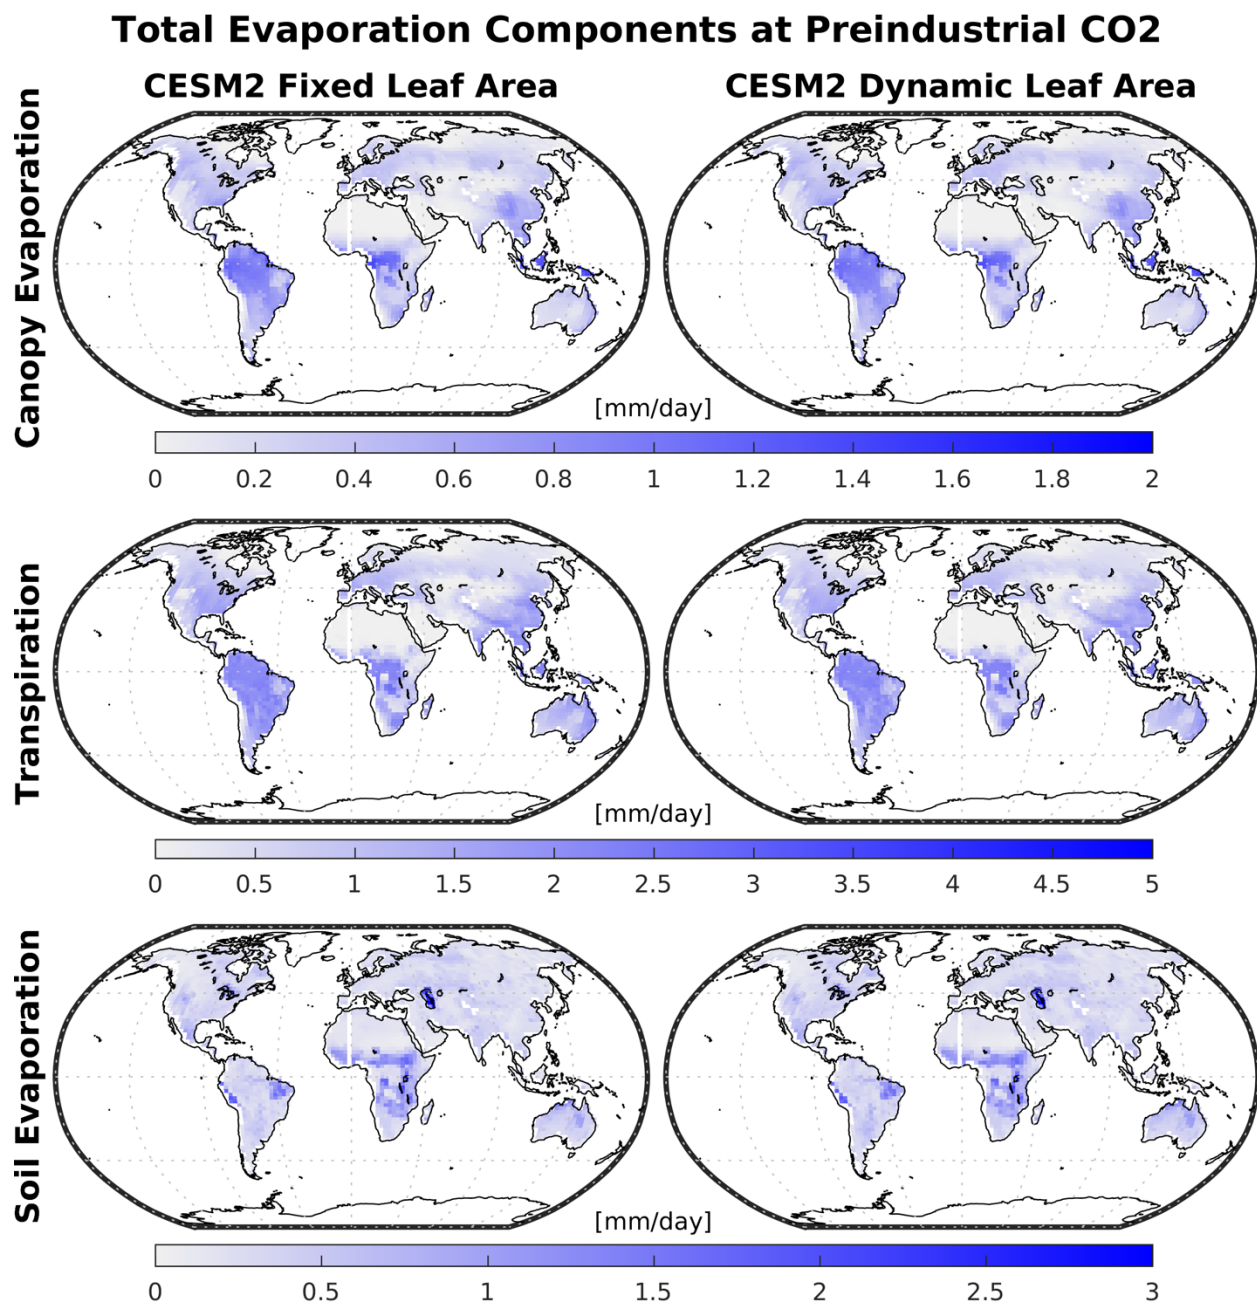 Total Evaporation Components at Preindustrial CO2
CESM2 Fixed Leaf Area
CESM2 Dynamic Leaf Area
Canopy Evaporation
[mm/day]
0 0.2 0.4 0.6 0.8 1 1.2 1.4 1.6 1.8 2
Transpiration
[mm/day]
0 0.5 1 1.5 2 2.5 3 3.5 4 4.5 5
Soil Evaporation
[mm/day]
0 0.5 1 1.5 2 2.5 3